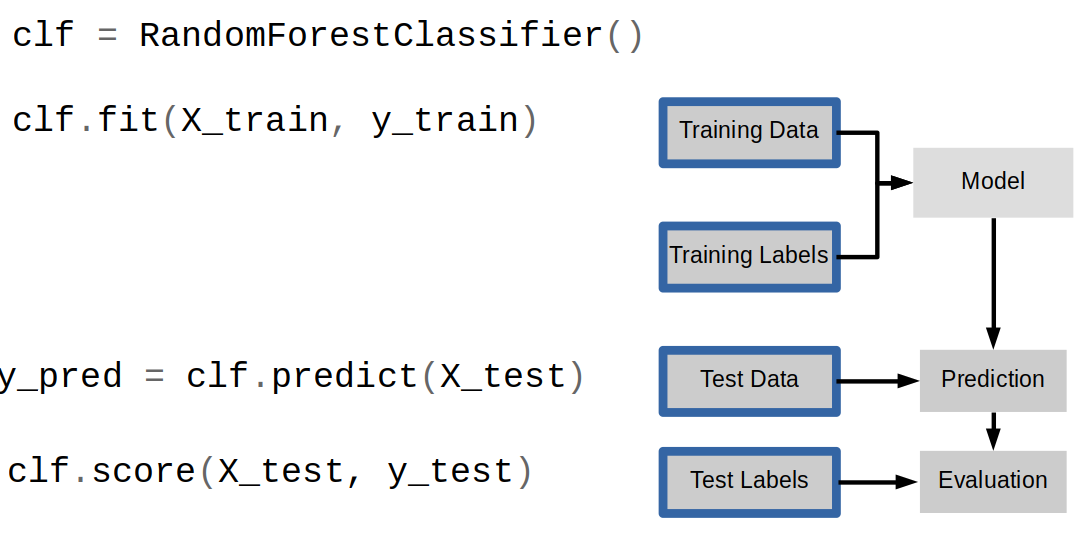 clf = RandomForestClassifier()
clf.fit(X_train, y_train)
Training Data
Model
Training Labels
y_pred = clf.predict(X_test)
Test Data
Prediction
clf.score(X_test, y_test)
Test Labels
Evaluation